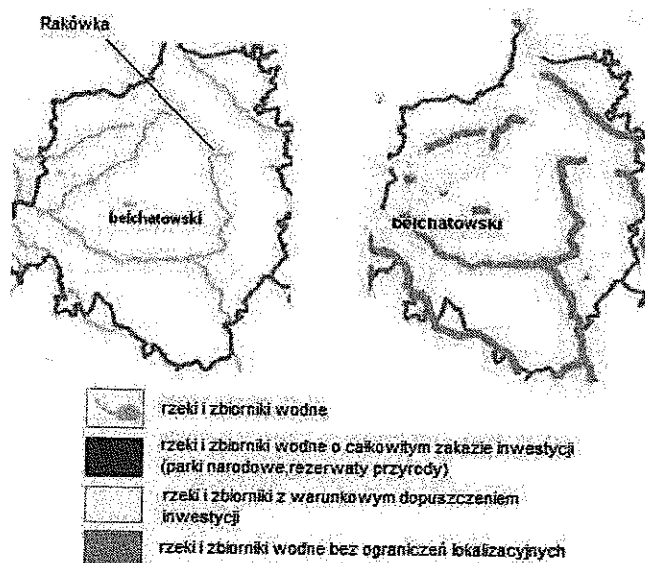 Rakówka
bełchatowski
bełchatowski
rzeki i zbiorniki wodne
rzeki i zbiorniki wodne o całkowitym zakazie inwestycji
(parki narodowe,rezerwaty przyrody)
rzeki i zbiorniki z warunkowym dopuszczeniem
inwestycji
rzeki i zbiorniki wodne bez ograniczeń lokalizacyjnych